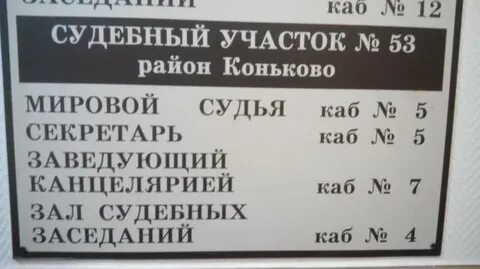 ЗАСЕДАНИЙ каб № 12
СУДЕБНЫЙ УЧАСТОК № 53
район Коньково
МИРОВОЙ СУДЬЯ каб № 5
СЕКРЕТАРЬ каб № 5
ЗАВЕДУЮЩИЙ
КАНЦЕЛЯРИЕЙ каб № 7
ЗАЛ СУДЕБНЫХ
ЗАСЕДАНИЙ каб № 4